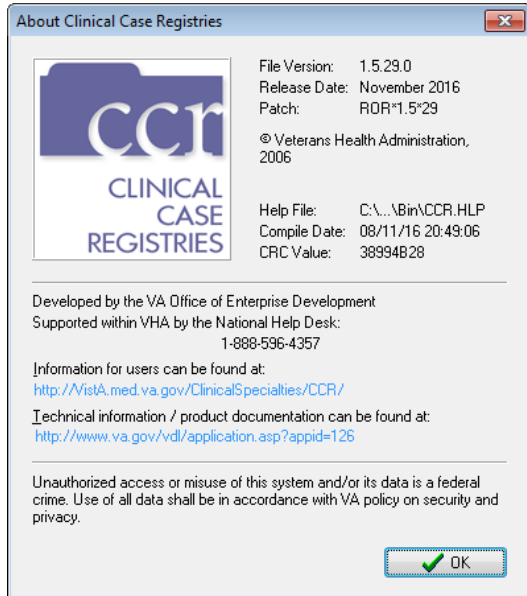 About Clinical Case Registries
ccr
CLINICAL
CASE
REGISTRIES
File Version: 1.5.29.0
Release Date: November 2016
Patch: ROR*1.5*29
© Veterans Health Administration,
2006
Help File: C:\...\Bin\CCR.HLP
Compile Date: 08/11/16 20:49:06
CRC Value: 38994B28
Developed by the VA Office of Enterprise Development
Supported within VHA by the National Help Desk:
1-888-596-4357
Information for users can be found at:
http://VistA.med.va.gov/ClinicalSpecialties/CCR/
Technical information / product documentation can be found at:
http://www.va.gov/vdl/application.asp?appid=126
Unauthorized access or misuse of this system and/or its data is a federal
crime. Use of all data shall be in accordance with VA policy on security and
privacy.
OK